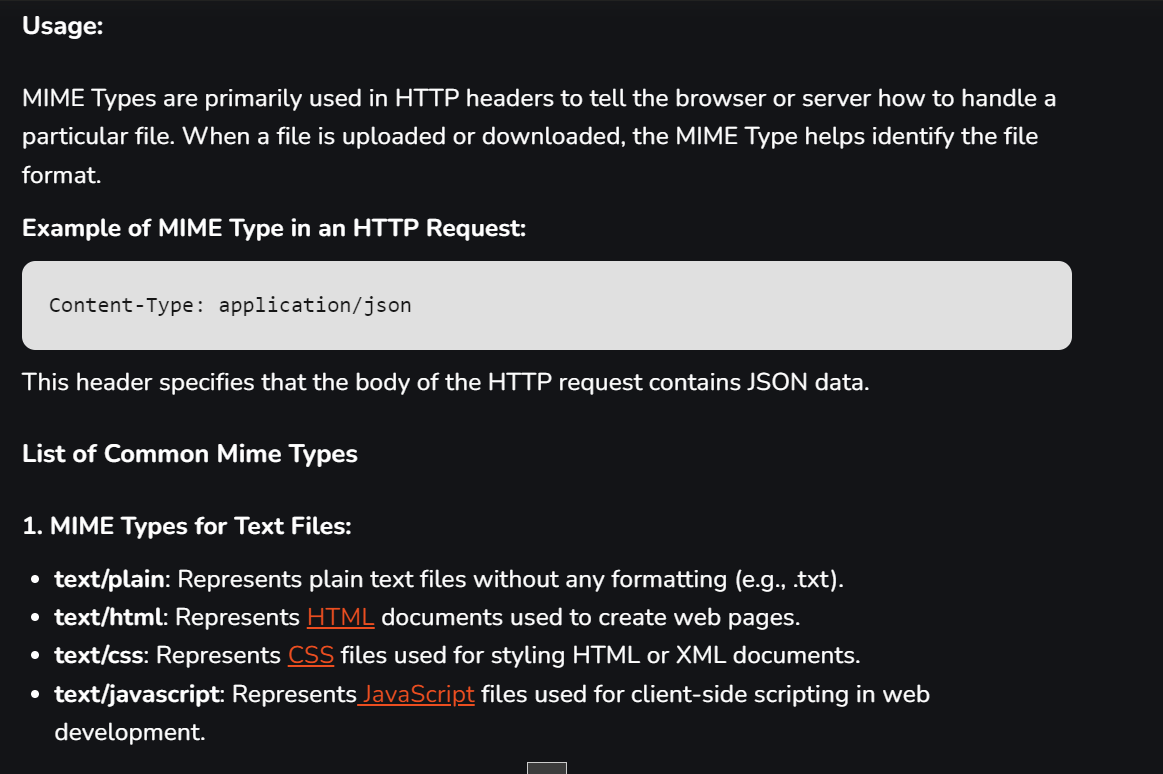 Usage:
MIME Types are primarily used in HTTP headers to tell the browser or server how to handle a
particular file. When a file is uploaded or downloaded, the MIME Type helps identify the file
format.
Example of MIME Type in an HTTP Request:
Content-Type: application/json
This header specifies that the body of the HTTP request contains JSON data.
List of Common Mime Types
1. MIME Types for Text Files:
• text/plain: Represents plain text files without any formatting (e.g., .txt).
• text/html: Represents HTML documents used to create web pages.
• text/css: Represents CSS files used for styling HTML or XML documents.
• text/javascript: Represents JavaScript files used for client-side scripting in web
development.